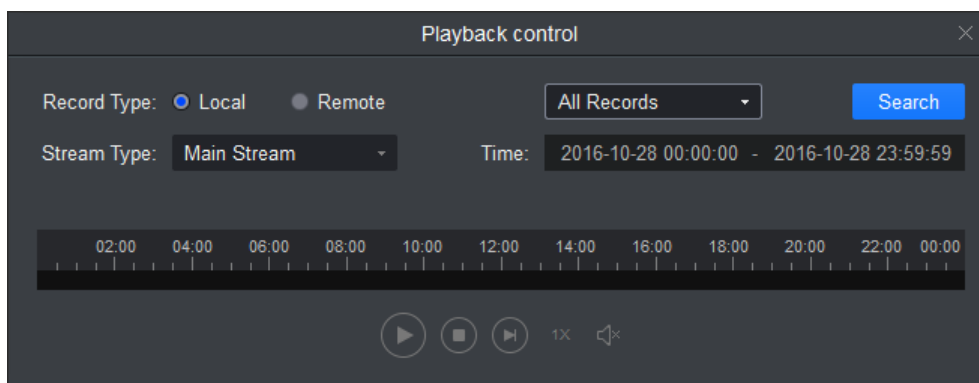 Playback control
Record Type: Local Remote All Records Search
Stream Type: Main Stream Time: 2016-10-28 00:00:00 - 2016-10-28 23:59:59
02:00 04:00 06:00 08:00 10:00 12:00 14:00 16:00 18:00 20:00 22:00 00:00
1X